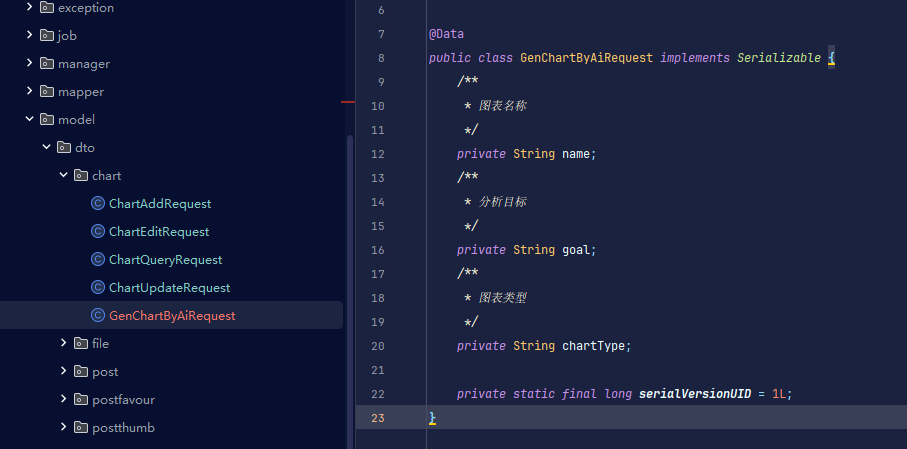 exception
job
manager
mapper
model
dto
chart
ChartAddRequest
ChartEditRequest
ChartQueryRequest
ChartUpdateRequest
GenChartByAiRequest
file
post
postfavour
postthumb
6
7 @Data
8 public class GenChartByAiRequest implements Serializable {
9 /**
10 * 图表名称
11 */
12 private String name;
13 /**
14 * 分析目标
15 */
16 private String goal;
17 /**
18 * 图表类型
19 */
20 private String chartType;
21
22 private static final long serialVersionUID = 1L;
23 }